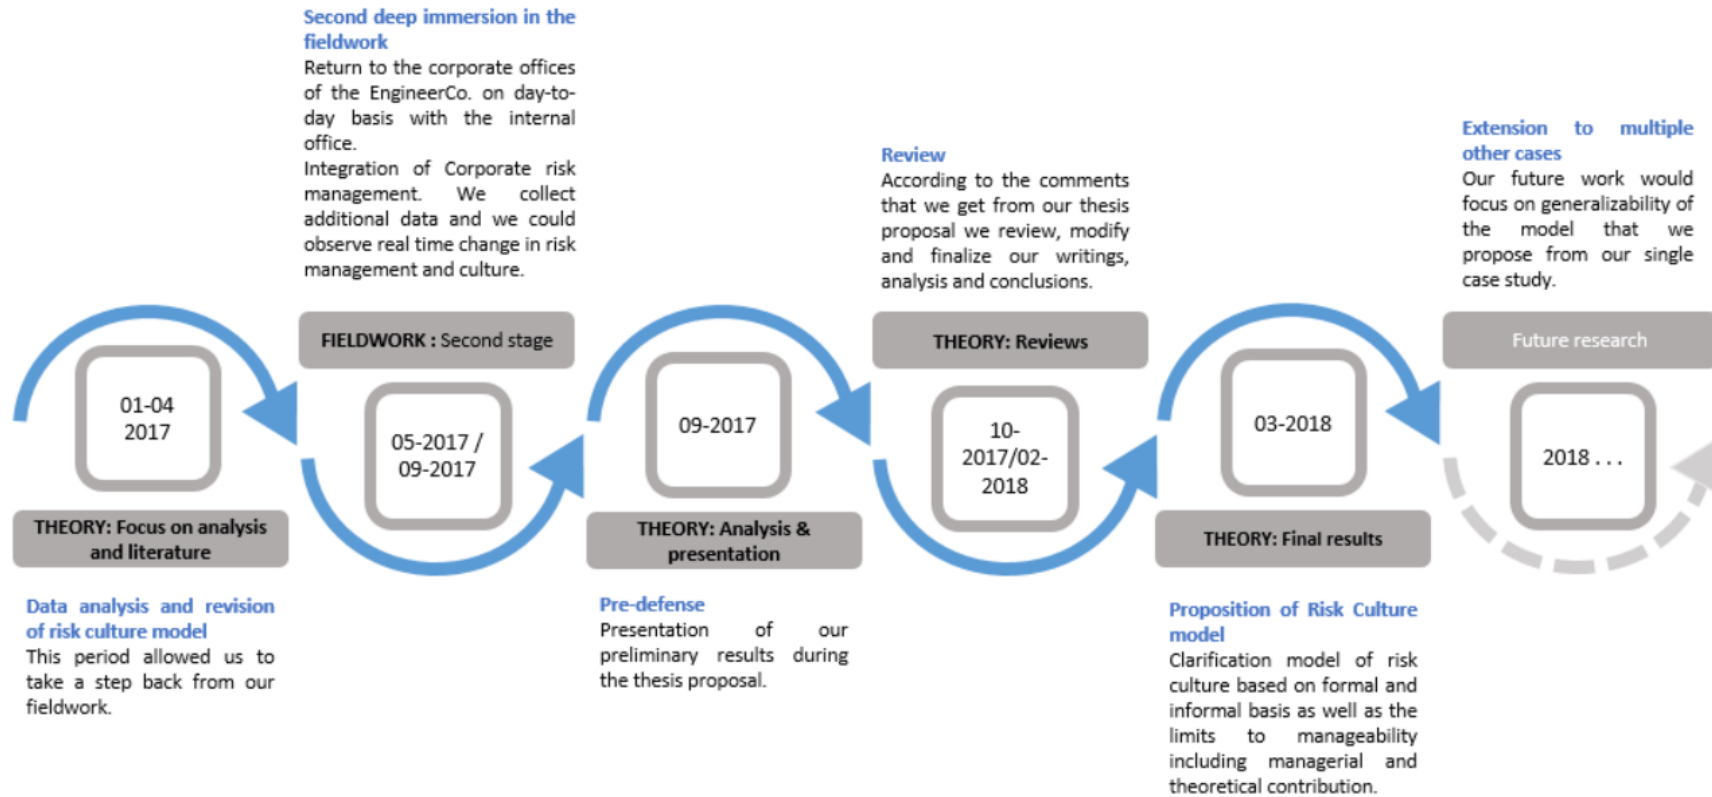 01-04
2017
THEORY: Focus on analysis
and literature
Data analysis and revision
of risk culture model
This period allowed us to
take a step back from our
fieldwork.
Second deep immersion in the
fieldwork
Return to the corporate offices
of the EngineerCo. on day-to-
day basis with the internal
office.
Integration of Corporate risk
management. We collect
additional data and we could
observe real time change in risk
management and culture.
FIELDWORK : Second stage
05-2017 /
09-2017
09-2017
THEORY: Analysis &
presentation
Pre-defense
Presentation of our
preliminary results during
the thesis proposal.
Review
According to the comments
that we get from our thesis
proposal we review, modify
and finalize our writings,
analysis and conclusions.
THEORY: Reviews
10-
2017/02-
2018
03-2018
THEORY: Final results
Proposition of Risk Culture
model
Clarification model of risk
culture based on formal and
informal basis as well as the
limits to manageability
including managerial and
theoretical contribution.
Extension to multiple
other cases
Our future work would
focus on generalizability of
the model that we
propose from our single
case study.
Future research
2018 . . .